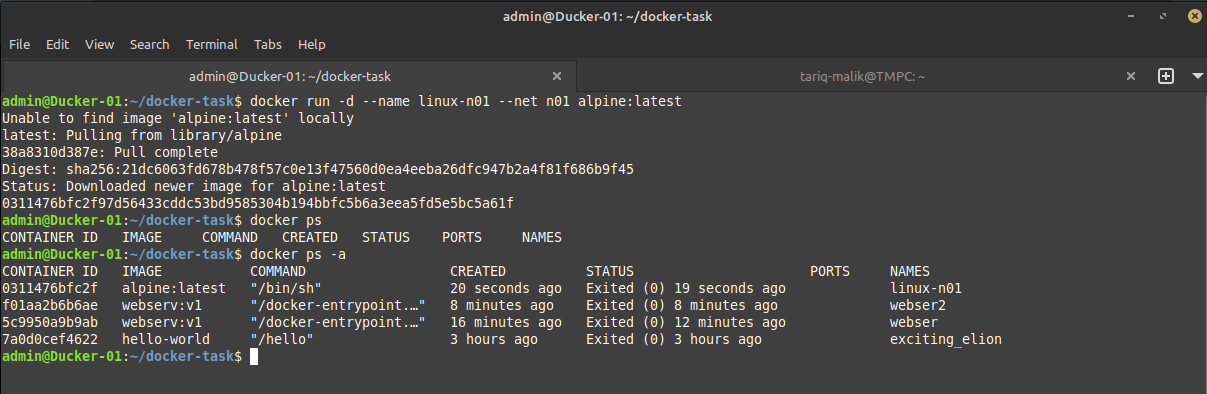 admin@Ducker-01: ~/docker-task
File Edit View Search Terminal Tabs Help
admin@Ducker-01: ~/docker-task tariq-malik@TMPC: ~
admin@Ducker-01:~/docker-task$ docker run -d --name linux-n01 --net n01 alpine:latest
Unable to find image 'alpine:latest' locally
latest: Pulling from library/alpine
38a8310d387e: Pull complete
Digest: sha256:21dc6063fd678b478f57c0e13f47560d0ea4eeba26dfc947b2a4f81f686b9f45
Status: Downloaded newer image for alpine:latest
0311476bfc2f97d56433cddc53bd9585304b194bbfc5b6a3eea5fd5e5bc5a61f
admin@Ducker-01:~/docker-task$ docker ps
CONTAINER ID   IMAGE     COMMAND   CREATED   STATUS    PORTS     NAMES
admin@Ducker-01:~/docker-task$ docker ps -a
CONTAINER ID   IMAGE           COMMAND                  CREATED          STATUS                      PORTS     NAMES
0311476bfc2f   alpine:latest   "/bin/sh"                20 seconds ago   Exited (0) 19 seconds ago             linux-n01
f01aa2b6b6ae   webserv:v1      "/docker-entrypoint.…"   8 minutes ago    Exited (0) 8 minutes ago              webser2
5c9950a9b9ab   webserv:v1      "/docker-entrypoint.…"   16 minutes ago   Exited (0) 12 minutes ago             webser
7a0d0cef4622   hello-world     "/hello"                 3 hours ago      Exited (0) 3 hours ago                exciting_elion
admin@Ducker-01:~/docker-task$